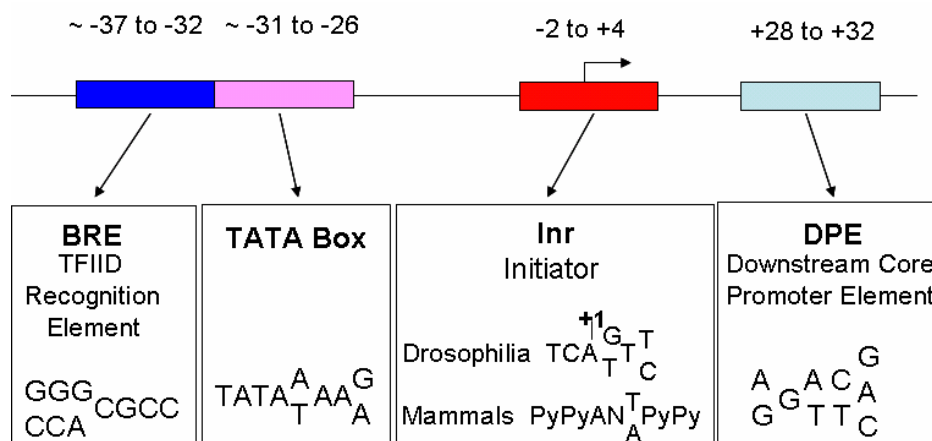 ~ -37 to -32 ~ -31 to -26 -2 to +4 +28 to +32
BRE
TFIID
Recognition
Element
GGG
CGCC
CCA
TATA Box
A G
TATA AA
T A
Inr
Initiator
+1
G T
Drosophilia TCA T
T C
T
Mammals PyPyAN PyPy
A
DPE
Downstream Core
Promoter Element
G
A A C
G A
G T T C